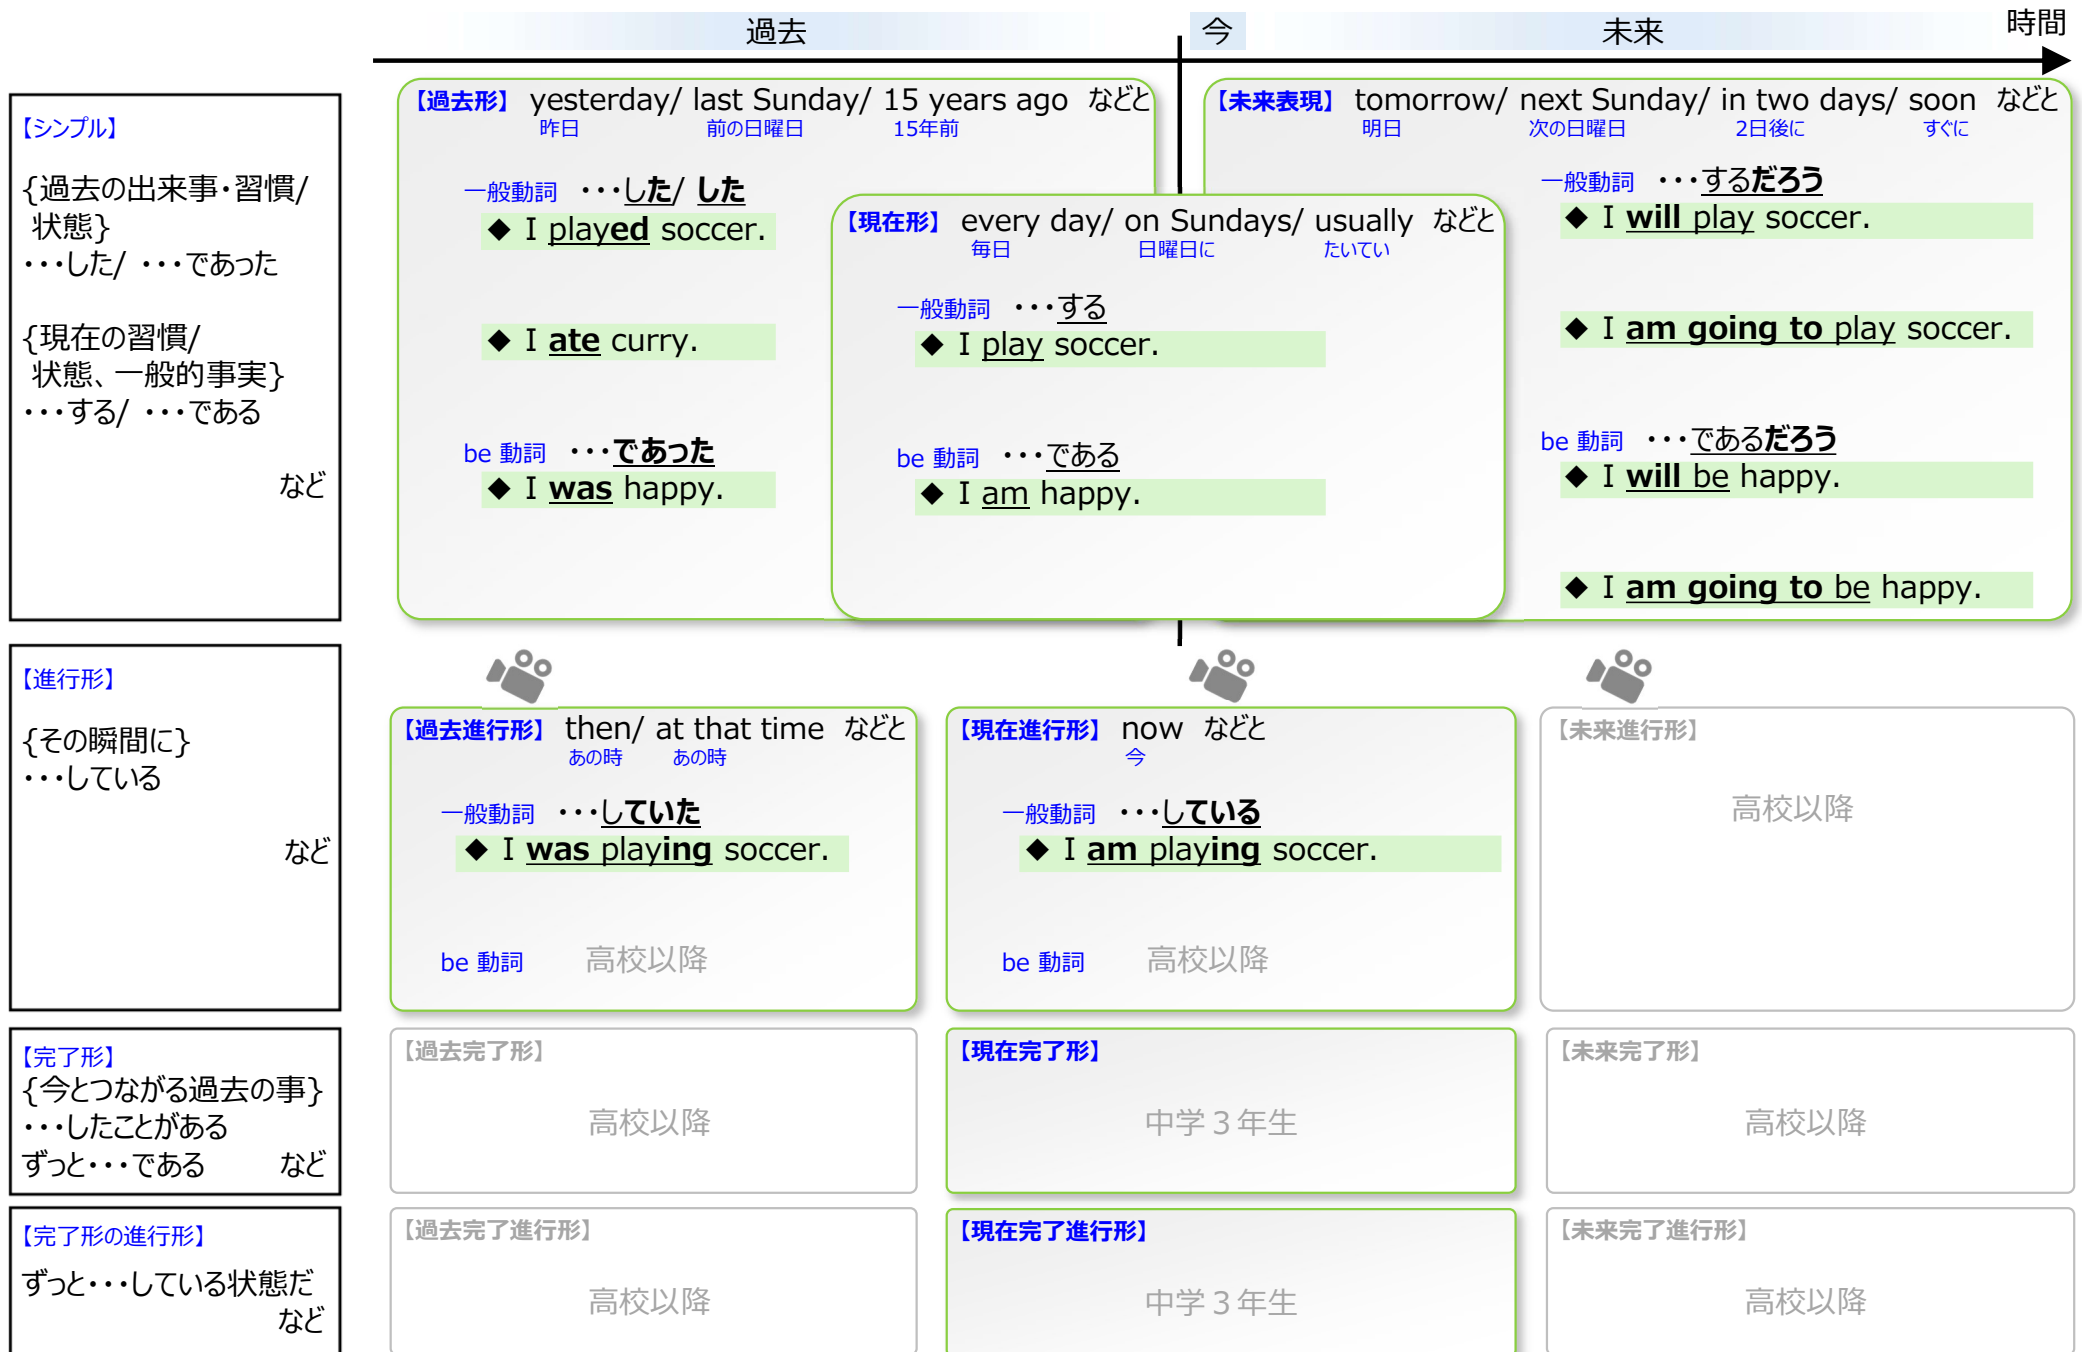 過去
今
未来
時間
【シンプル】
{過去の出来事・習慣/
状態}
・・・した/ ・・・であった
{現在の習慣/
状態、一般的事実}
・・・する/ ・・・である
など
【過去形】 yesterday/ last Sunday/ 15 years ago などと
昨日 前の日曜日 15年前
一般動詞 ・・・した/ した
◆ I played soccer.
◆ I ate curry.
be 動詞 ・・・であった
◆ I was happy.
【現在形】 every day/ on Sundays/ usually などと
毎日 日曜日に たいてい
一般動詞 ・・・する
◆ I play soccer.
be 動詞 ・・・である
◆ I am happy.
【未来表現】 tomorrow/ next Sunday/ in two days/ soon などと
明日 次の日曜日 2日後に すぐに
一般動詞 ・・・するだろう
◆ I will play soccer.
◆ I am going to play soccer.
be 動詞 ・・・であるだろう
◆ I will be happy.
◆ I am going to be happy.
【進行形】
{その瞬間に}
・・・している
など
【過去進行形】 then/ at that time などと
あの時 あの時
一般動詞 ・・・していた
◆ I was playing soccer.
be 動詞 高校以降
【現在進行形】 now などと
今
一般動詞 ・・・している
◆ I am playing soccer.
be 動詞 高校以降
【未来進行形】
高校以降
【完了形】
{今とつながる過去の事}
・・・したことがある
ずっと・・・である など
【過去完了形】
高校以降
【現在完了形】
中学３年生
【未来完了形】
高校以降
【完了形の進行形】
ずっと・・・している状態だ
など
【過去完了進行形】
高校以降
【現在完了進行形】
中学３年生
【未来完了進行形】
高校以降